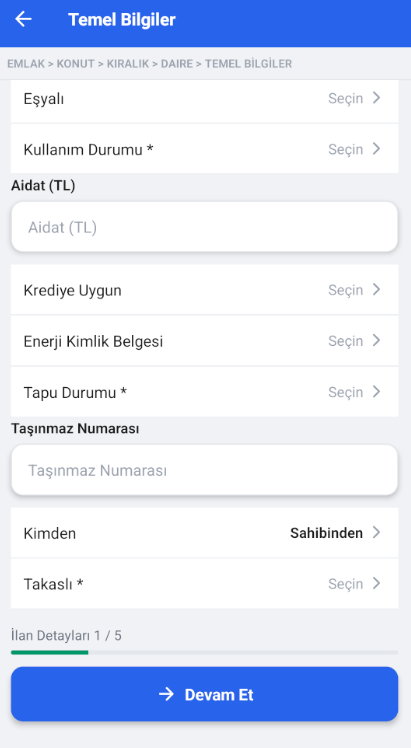 Temel Bilgiler
EMLAK > KONUT > KIRALIK > DAIRE > TEMEL BİLGİLER
Eşyalı Seçin
Kullanım Durumu * Seçin
Aidat (TL)
Aidat (TL)
Krediye Uygun Seçin
Enerji Kimlik Belgesi Seçin
Tapu Durumu * Seçin
Taşınmaz Numarası
Taşınmaz Numarası
Kimden Sahibinden
Takaslı * Seçin
İlan Detayları 1 / 5
Devam Et